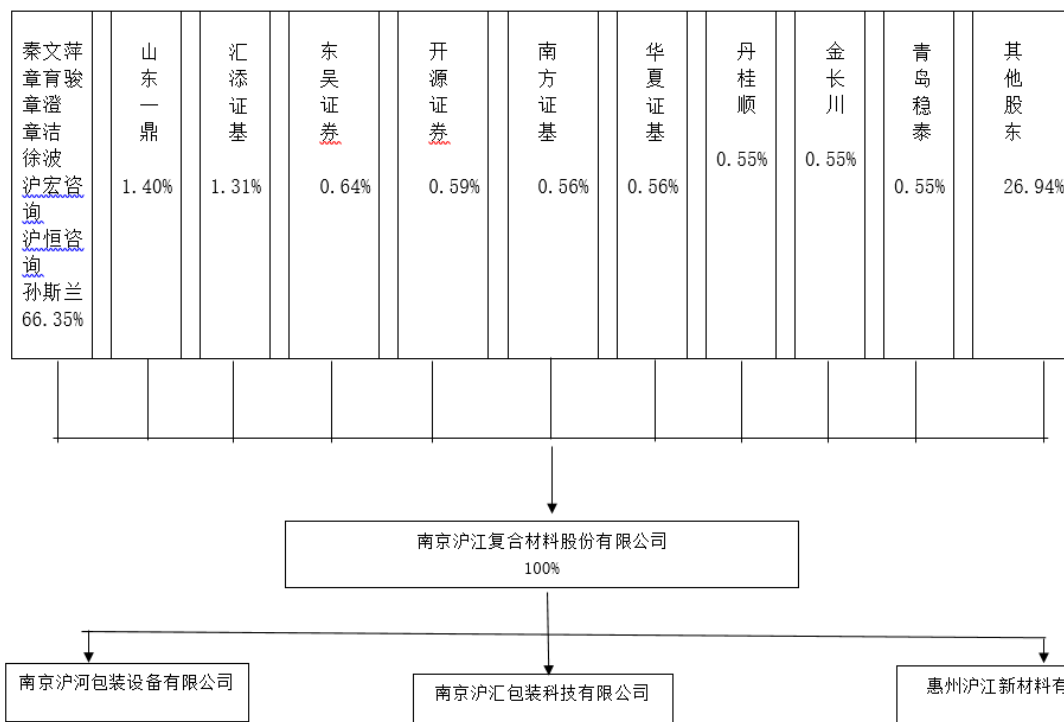 秦文萍
章育骏
章澄
章洁
徐波
沪宏咨
询
沪恒咨
询
孙斯兰
66.35%
山东一鼎
1.40%
汇添证基
1.31%
东吴证券
0.64%
开源证券
0.59%
南方证基
0.56%
华夏证基
0.56%
丹桂顺
0.55%
金长川
0.55%
青岛稳泰
0.55%
其他股东
26.94%
南京沪江复合材料股份有限公司
100%
南京沪河包装设备有限公司
南京沪汇包装科技有限公司
惠州沪江新材料有